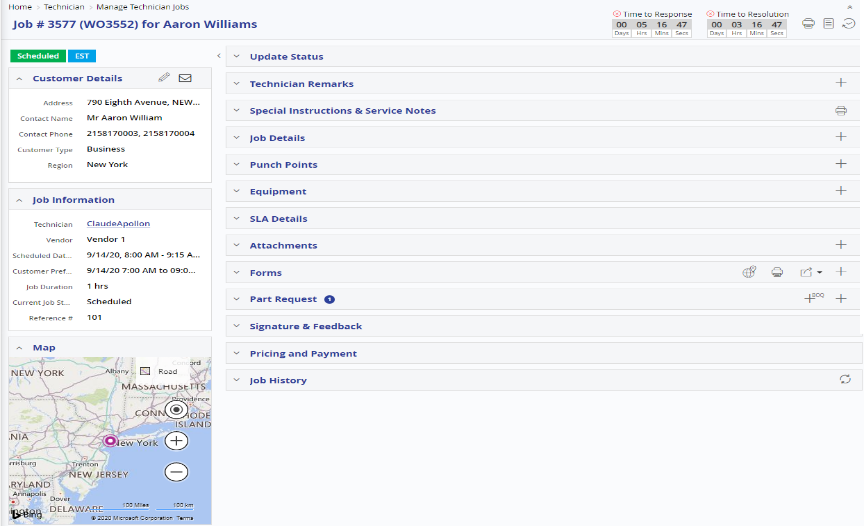 Home > Technician > Manage Technician Jobs
Job # 3577 (WO3552) for Aaron Williams
Time to Response
00 05 16 47
Days Hrs Mins Secs
Time to Resolution
00 03 16 47
Days Hrs Mins Secs
Scheduled EST
Customer Details
Address 790 Eighth Avenue, NEW...
Contact Name Mr Aaron William
Contact Phone 2158170003, 2158170004
Customer Type Business
Region New York
Job Information
Technician ClaudeApollon
Vendor Vendor 1
Scheduled Dat... 9/14/20, 8:00 AM - 9:15 A...
Customer Pref... 9/14/20 7:00 AM to 09:0...
Job Duration 1 hrs
Current Job St... Scheduled
Reference # 101
Map
NEW YORK
Albany
Road
MASSACHUSETTS
Providence
CONN
ISLAND
NIA
New York
rrisburg
Trenton
NEW JERSEY
RYLAND
Annapolis
Dover
DELAWARE
100 Miles 100 km
Bing
© 2020 Microsoft Corporation Terms
Update Status
Technician Remarks
Special Instructions & Service Notes
Job Details
Punch Points
Equipment
SLA Details
Attachments
Forms
Part Request 1
BOQ
Signature & Feedback
Pricing and Payment
Job History